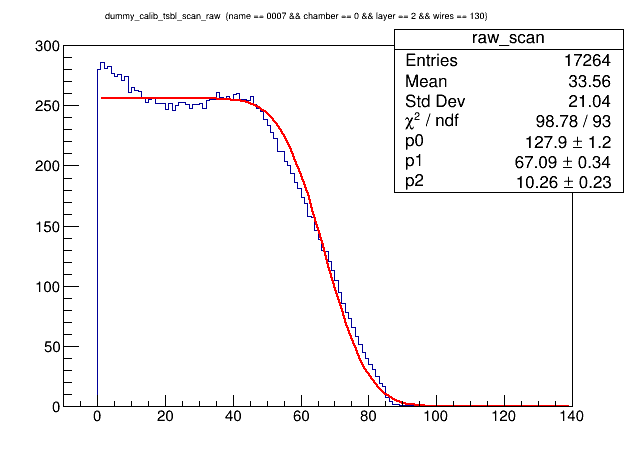 dummy_calib_tsbl_scan_raw (name == 0007 && chamber == 0 && layer == 2 && wires == 130)
raw_scan
Entries 17264
Mean 33.56
Std Dev 21.04
χ² / ndf 98.78 / 93
p0 127.9 ± 1.2
p1 67.09 ± 0.34
p2 10.26 ± 0.23
300
250
200
150
100
50
0
0 20 40 60 80 100 120 140